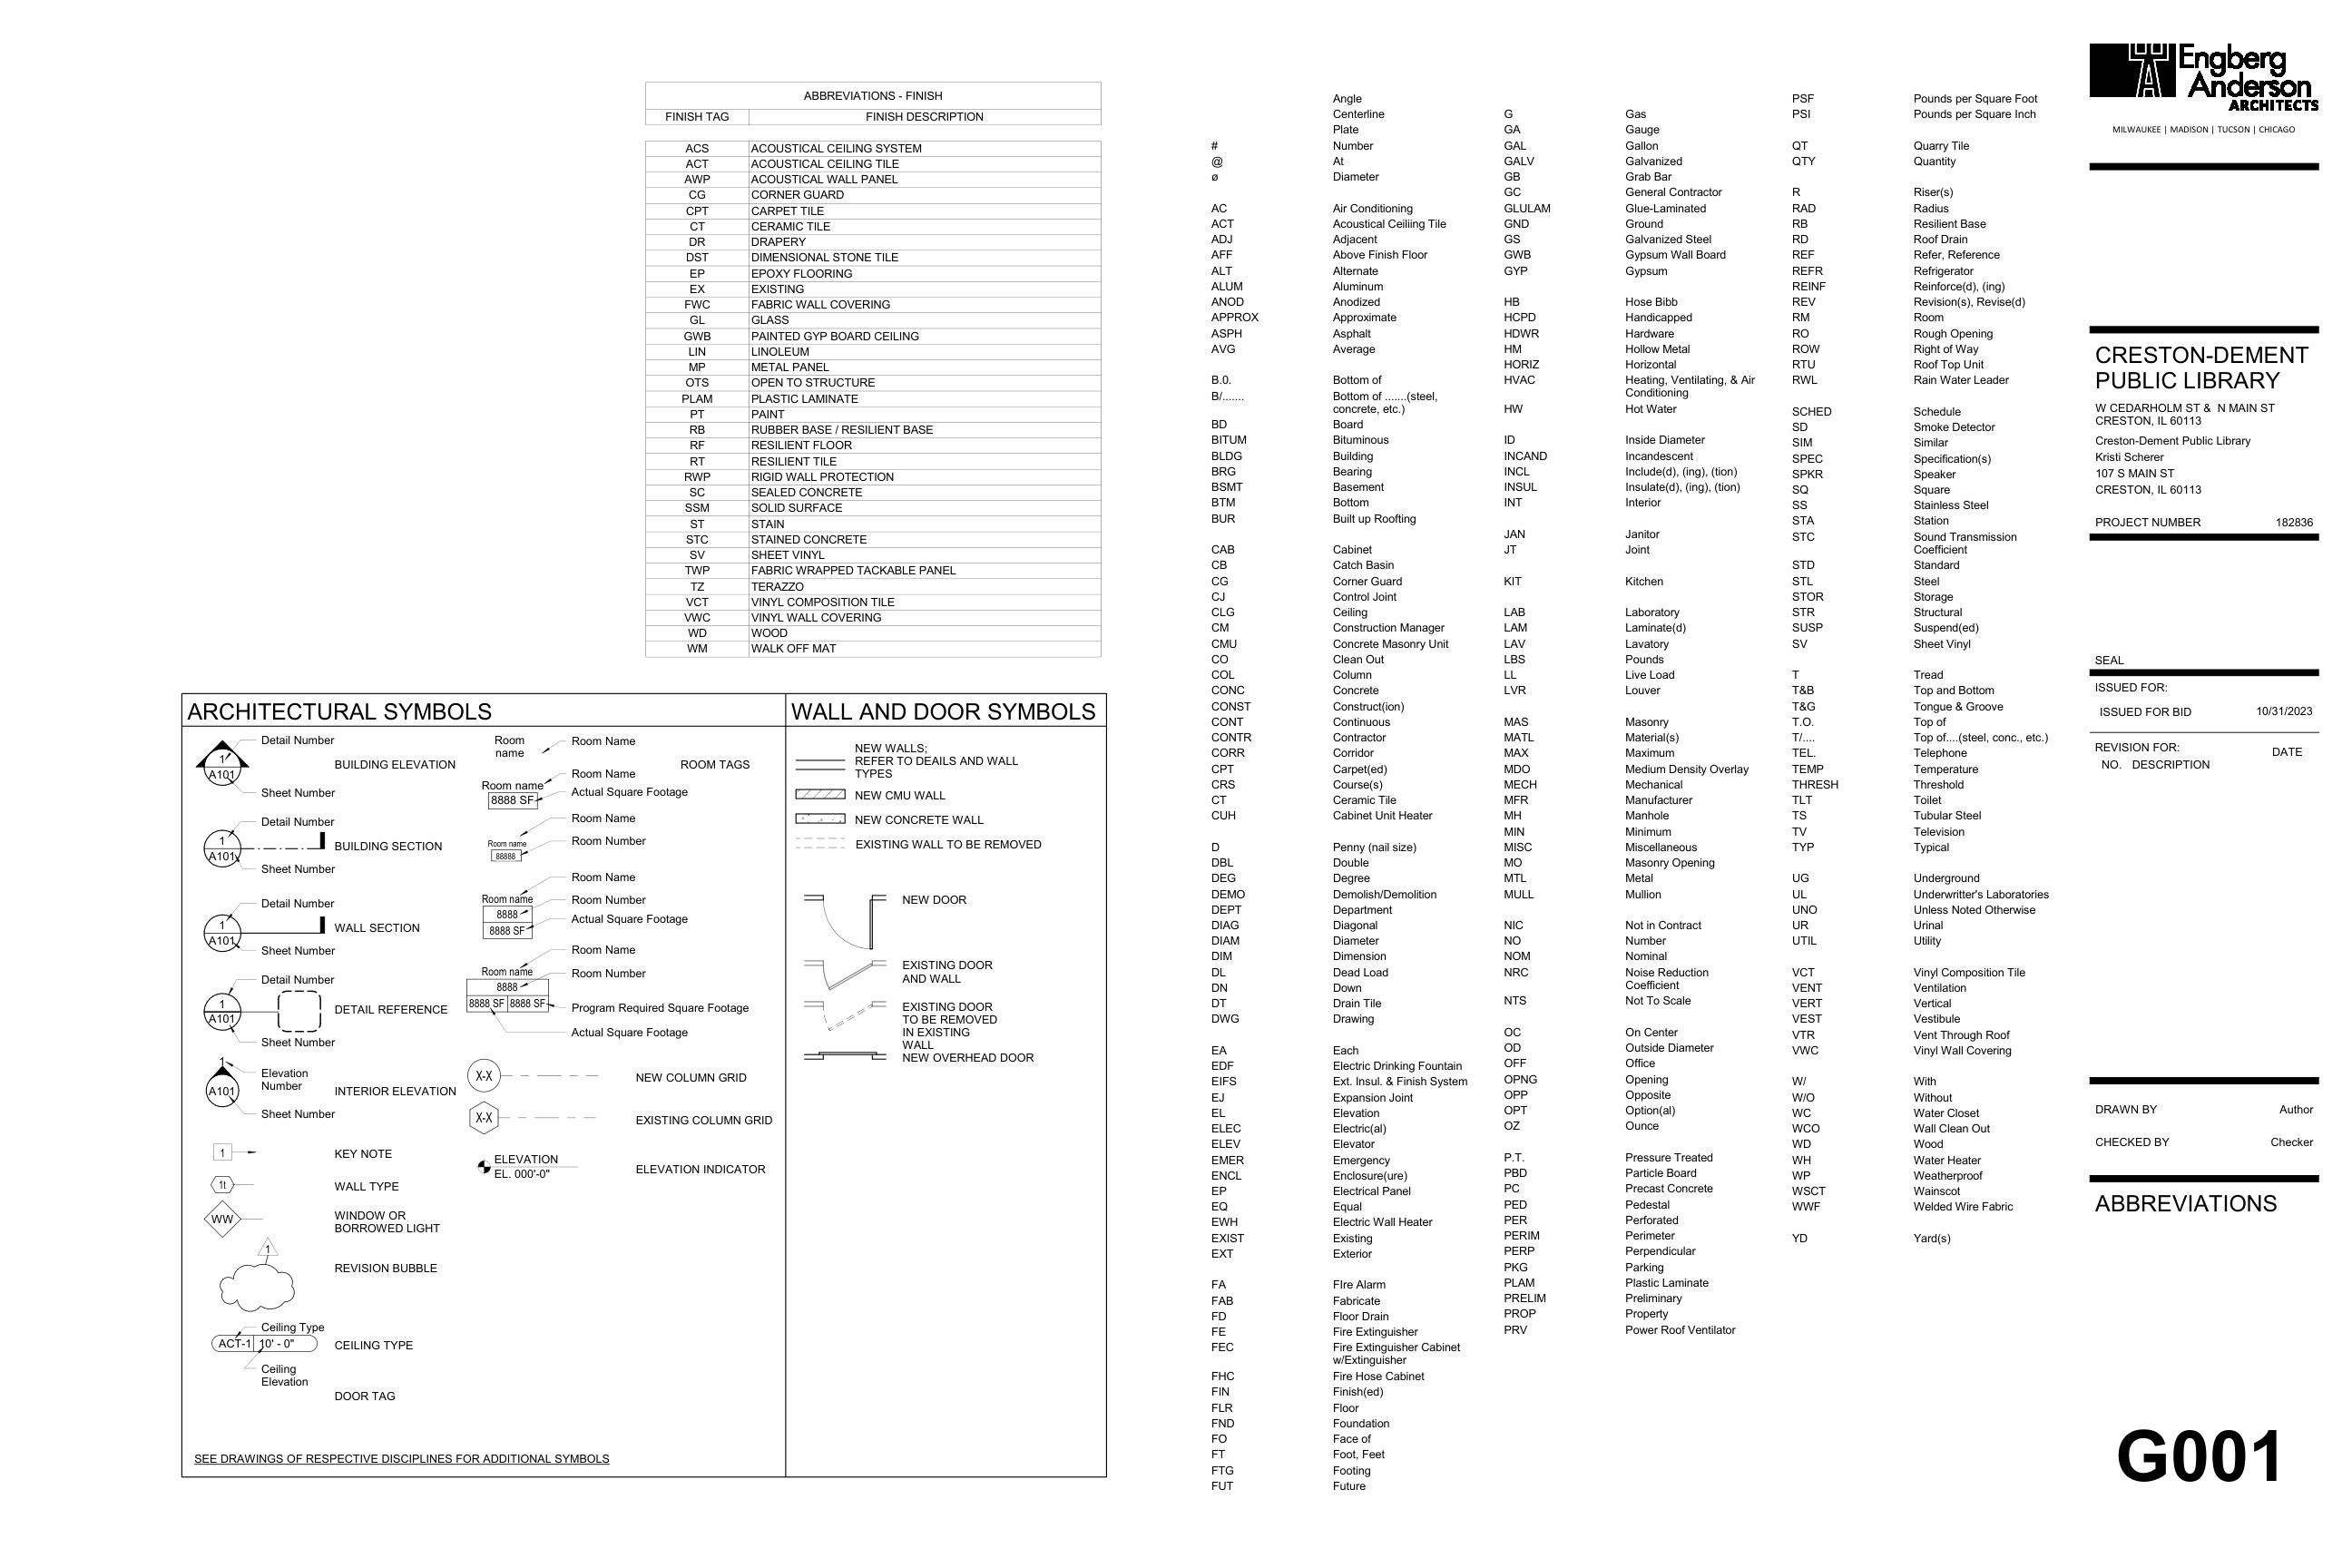 ABBREVIATIONS - FINISH
FINISH TAG FINISH DESCRIPTION
ACS ACOUSTICAL CEILING SYSTEM
ACT ACOUSTICAL CEILING TILE
AWP ACOUSTICAL WALL PANEL
CG CORNER GUARD
CPT CARPET TILE
CT CERAMIC TILE
DR DRAPERY
DST DIMENSIONAL STONE TILE
EP EPOXY FLOORING
EX EXISTING
FWC FABRIC WALL COVERING
GL GLASS
GWB PAINTED GYP BOARD CEILING
LIN LINOLEUM
MP METAL PANEL
OTS OPEN TO STRUCTURE
PLAM PLASTIC LAMINATE
PT PAINT
RB RUBBER BASE / RESILIENT BASE
RF RESILIENT FLOOR
RT RESILIENT TILE
RWP RIGID WALL PROTECTION
SC SEALED CONCRETE
SSM SOLID SURFACE
ST STAIN
STC STAINED CONCRETE
SV SHEET VINYL
TWP FABRIC WRAPPED TACKABLE PANEL
TZ TERAZZO
VCT VINYL COMPOSITION TILE
VWC VINYL WALL COVERING
WD WOOD
WM WALK OFF MAT
ARCHITECTURAL SYMBOLS
Detail Number
1
A101
BUILDING ELEVATION
Sheet Number
Detail Number
1
A101
BUILDING SECTION
Sheet Number
Detail Number
1
A101
WALL SECTION
Sheet Number
Detail Number
1
A101
DETAIL REFERENCE
Sheet Number
1
Elevation
Number
A101
INTERIOR ELEVATION
Sheet Number
1
KEY NOTE
1t
WALL TYPE
WW
WINDOW OR
BORROWED LIGHT
1
REVISION BUBBLE
Ceiling Type
ACT-1 10' - 0"
CEILING TYPE
Ceiling
Elevation
DOOR TAG
SEE DRAWINGS OF RESPECTIVE DISCIPLINES FOR ADDITIONAL SYMBOLS
Room
name
Room Name
ROOM TAGS
Room Name
Room name
8888 SF
Actual Square Footage
Room Name
Room name
88888
Room Number
Room Name
Room name
8888
Room Number
8888 SF
Actual Square Footage
Room Name
Room name
8888
Room Number
8888 SF 8888 SF
Program Required Square Footage
Actual Square Footage
X-X
NEW COLUMN GRID
X-X
EXISTING COLUMN GRID
ELEVATION
EL. 000'-0"
ELEVATION INDICATOR
WALL AND DOOR SYMBOLS
NEW WALLS;
REFER TO DEAILS AND WALL
TYPES
NEW CMU WALL
NEW CONCRETE WALL
EXISTING WALL TO BE REMOVED
NEW DOOR
EXISTING DOOR
AND WALL
EXISTING DOOR
TO BE REMOVED
IN EXISTING
WALL
NEW OVERHEAD DOOR
Angle
Centerline
Plate
# Number
@ At
ø Diameter
AC Air Conditioning
ACT Acoustical Ceiliing Tile
ADJ Adjacent
AFF Above Finish Floor
ALT Alternate
ALUM Aluminum
ANOD Anodized
APPROX Approximate
ASPH Asphalt
AVG Average
B.0. Bottom of
B/....... Bottom of .......(steel,
concrete, etc.)
BD Board
BITUM Bituminous
BLDG Building
BRG Bearing
BSMT Basement
BTM Bottom
BUR Built up Roofting
CAB Cabinet
CB Catch Basin
CG Corner Guard
CJ Control Joint
CLG Ceiling
CM Construction Manager
CMU Concrete Masonry Unit
CO Clean Out
COL Column
CONC Concrete
CONST Construct(ion)
CONT Continuous
CONTR Contractor
CORR Corridor
CPT Carpet(ed)
CRS Course(s)
CT Ceramic Tile
CUH Cabinet Unit Heater
D Penny (nail size)
DBL Double
DEG Degree
DEMO Demolish/Demolition
DEPT Department
DIAG Diagonal
DIAM Diameter
DIM Dimension
DL Dead Load
DN Down
DT Drain Tile
DWG Drawing
EA Each
EDF Electric Drinking Fountain
EIFS Ext. Insul. & Finish System
EJ Expansion Joint
EL Elevation
ELEC Electric(al)
ELEV Elevator
EMER Emergency
ENCL Enclosure(ure)
EP Electrical Panel
EQ Equal
EWH Electric Wall Heater
EXIST Existing
EXT Exterior
FA FIre Alarm
FAB Fabricate
FD Floor Drain
FE Fire Extinguisher
FEC Fire Extinguisher Cabinet
w/Extinguisher
FHC Fire Hose Cabinet
FIN Finish(ed)
FLR Floor
FND Foundation
FO Face of
FT Foot, Feet
FTG Footing
FUT Future
G Gas
GA Gauge
GAL Gallon
GALV Galvanized
GB Grab Bar
GC General Contractor
GLULAM Glue-Laminated
GND Ground
GS Galvanized Steel
GWB Gypsum Wall Board
GYP Gypsum
HB Hose Bibb
HCPD Handicapped
HDWR Hardware
HM Hollow Metal
HORIZ Horizontal
HVAC Heating, Ventilating, & Air
Conditioning
HW Hot Water
ID Inside Diameter
INCAND Incandescent
INCL Include(d), (ing), (tion)
INSUL Insulate(d), (ing), (tion)
INT Interior
JAN Janitor
JT Joint
KIT Kitchen
LAB Laboratory
LAM Laminate(d)
LAV Lavatory
LBS Pounds
LL Live Load
LVR Louver
MAS Masonry
MATL Material(s)
MAX Maximum
MDO Medium Density Overlay
MECH Mechanical
MFR Manufacturer
MH Manhole
MIN Minimum
MISC Miscellaneous
MO Masonry Opening
MTL Metal
MULL Mullion
NIC Not in Contract
NO Number
NOM Nominal
NRC Noise Reduction
Coefficient
NTS Not To Scale
OC On Center
OD Outside Diameter
OFF Office
OPNG Opening
OPP Opposite
OPT Option(al)
OZ Ounce
P.T. Pressure Treated
PBD Particle Board
PC Precast Concrete
PED Pedestal
PER Perforated
PERIM Perimeter
PERP Perpendicular
PKG Parking
PLAM Plastic Laminate
PRELIM Preliminary
PROP Property
PRV Power Roof Ventilator
PSF Pounds per Square Foot
PSI Pounds per Square Inch
QT Quarry Tile
QTY Quantity
R Riser(s)
RAD Radius
RB Resilient Base
RD Roof Drain
REF Refer, Reference
REFR Refrigerator
REINF Reinforce(d), (ing)
REV Revision(s), Revise(d)
RM Room
RO Rough Opening
ROW Right of Way
RTU Roof Top Unit
RWL Rain Water Leader
SCHED Schedule
SD Smoke Detector
SIM Similar
SPEC Specification(s)
SPKR Speaker
SQ Square
SS Stainless Steel
STA Station
STC Sound Transmission
Coefficient
STD Standard
STL Steel
STOR Storage
STR Structural
SUSP Suspend(ed)
SV Sheet Vinyl
T Tread
T&B Top and Bottom
T&G Tongue & Groove
T.O. Top of
T/.... Top of....(steel, conc., etc.)
TEL. Telephone
TEMP Temperature
THRESH Threshold
TLT Toilet
TS Tubular Steel
TV Television
TYP Typical
UG Underground
UL Underwritter's Laboratories
UNO Unless Noted Otherwise
UR Urinal
UTIL Utility
VCT Vinyl Composition Tile
VENT Ventilation
VERT Vertical
VEST Vestibule
VTR Vent Through Roof
VWC Vinyl Wall Covering
W/ With
W/O Without
WC Water Closet
WCO Wall Clean Out
WD Wood
WH Water Heater
WP Weatherproof
WSCT Wainscot
WWF Welded Wire Fabric
YD Yard(s)
Engberg
Anderson
ARCHITECTS
MILWAUKEE | MADISON | TUCSON | CHICAGO
CRESTON-DEMENT
PUBLIC LIBRARY
W CEDARHOLM ST & N MAIN ST
CRESTON, IL 60113
Creston-Dement Public Library
Kristi Scherer
107 S MAIN ST
CRESTON, IL 60113
PROJECT NUMBER 182836
SEAL
ISSUED FOR:
ISSUED FOR BID 10/31/2023
REVISION FOR:
NO. DESCRIPTION DATE
DRAWN BY Author
CHECKED BY Checker
ABBREVIATIONS
G001